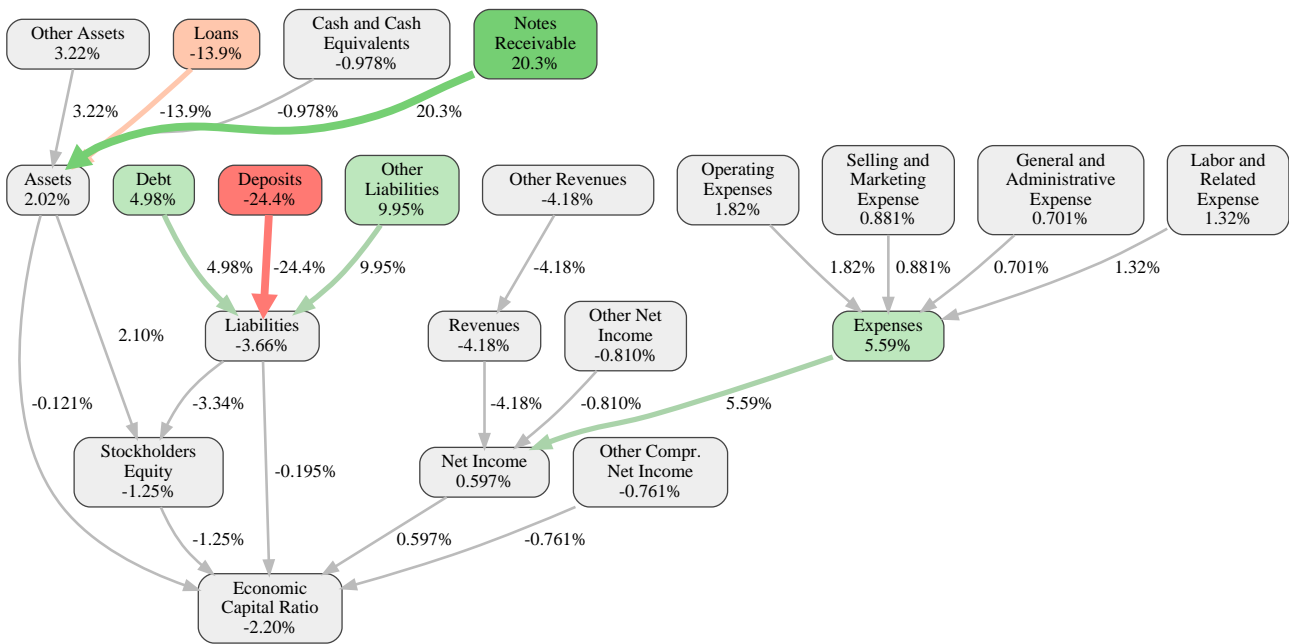 Other Assets
3.22%
Loans
-13.9%
Cash and Cash
Equivalents
-0.978%
Notes
Receivable
20.3%
3.22%
-13.9%
-0.978%
20.3%
Assets
2.02%
Debt
4.98%
Deposits
-24.4%
Other
Liabilities
9.95%
Other Revenues
-4.18%
Operating
Expenses
1.82%
Selling and
Marketing
Expense
0.881%
General and
Administrative
Expense
0.701%
Labor and
Related
Expense
1.32%
4.98%
-24.4%
9.95%
-4.18%
1.82%
0.881%
0.701%
1.32%
2.10%
Liabilities
-3.66%
Revenues
-4.18%
Other Net
Income
-0.810%
Expenses
5.59%
-0.121%
-3.34%
-4.18%
-0.810%
5.59%
Stockholders
Equity
-1.25%
-0.195%
Net Income
0.597%
Other Compr.
Net Income
-0.761%
-1.25%
0.597%
-0.761%
Economic
Capital Ratio
-2.20%